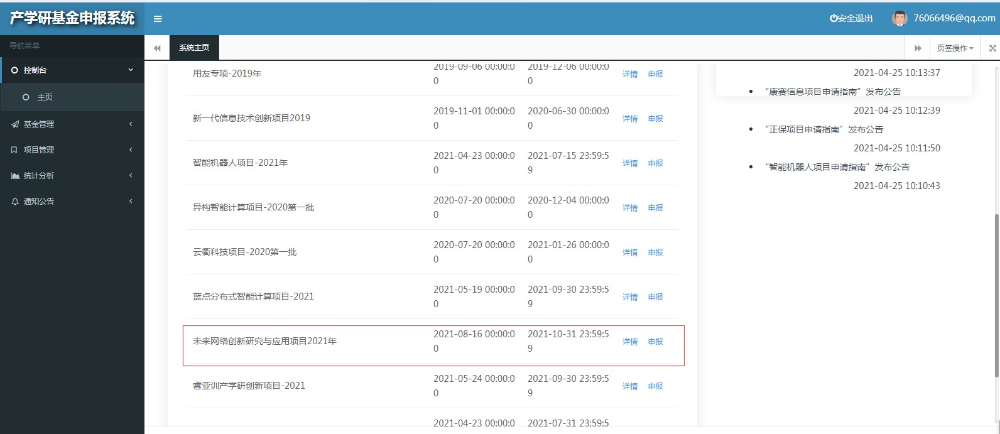 产学研基金申报系统
安全退出
76066496@qq.com
导航菜单
控制台
主页
基金管理
项目管理
统计分析
通知公告
系统主页
页签操作
用友专项-2019年
2019-09-06 00:00:0
0
2019-12-06 00:00:0
0
详情
申报
新一代信息技术创新项目2019
2019-11-01 00:00:0
0
2020-06-30 00:00:0
0
详情
申报
智能机器人项目-2021年
2021-04-23 00:00:0
0
2021-07-15 23:59:5
9
详情
申报
异构智能计算项目-2020第一批
2020-07-20 00:00:0
0
2020-12-04 00:00:0
0
详情
申报
云衢科技项目-2020第一批
2020-07-20 00:00:0
0
2021-01-26 00:00:0
0
详情
申报
蓝点分布式智能计算项目-2021
2021-05-19 00:00:0
0
2021-09-30 23:59:5
9
详情
申报
未来网络创新研究与应用项目2021年
2021-08-16 00:00:0
0
2021-10-31 23:59:5
9
详情
申报
睿亚训产学研创新项目-2021
2021-05-24 00:00:0
0
2021-09-30 23:59:5
9
详情
申报
2021-04-23 00:00:0
2021-07-31 23:59:5
2021-04-25 10:13:37
“康赛信息项目申请指南”发布公告
2021-04-25 10:12:39
“正保项目申请指南”发布公告
2021-04-25 10:11:50
“智能机器人项目申请指南”发布公告
2021-04-25 10:10:43